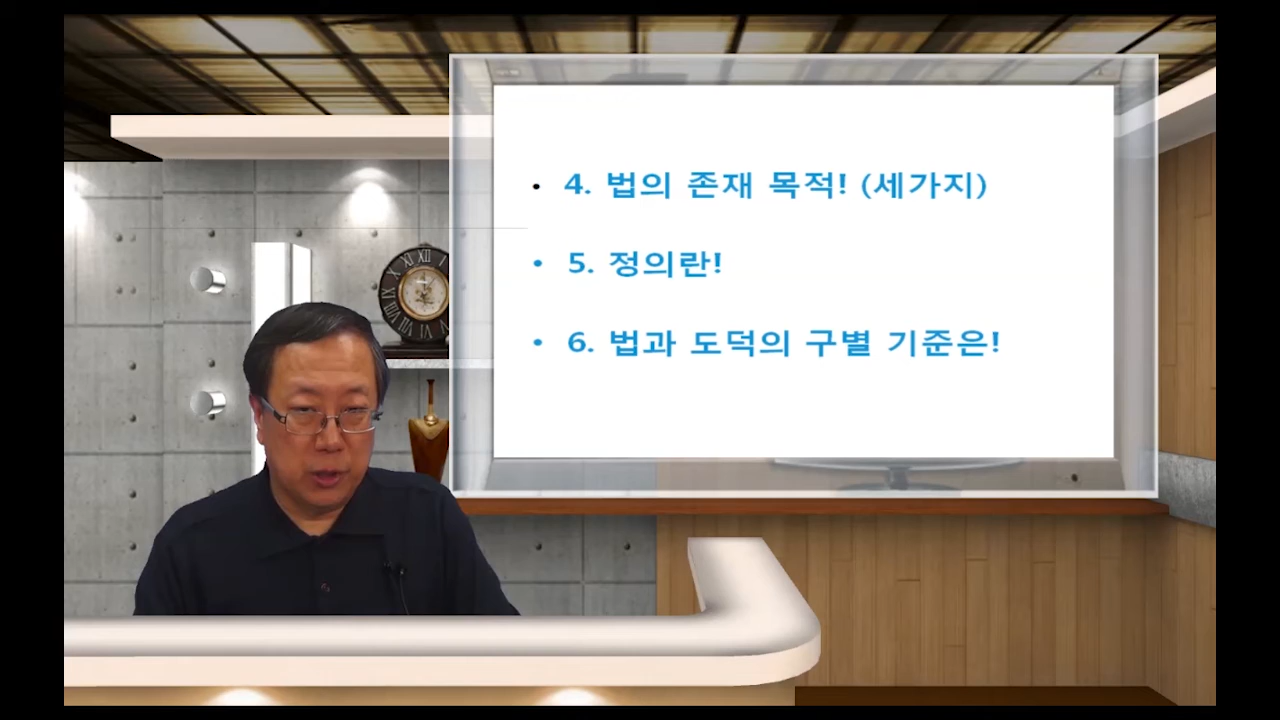 • 4. 법의 존재 목적! (세가지)
• 5. 정의란!
• 6. 법과 도덕의 구별 기준은!